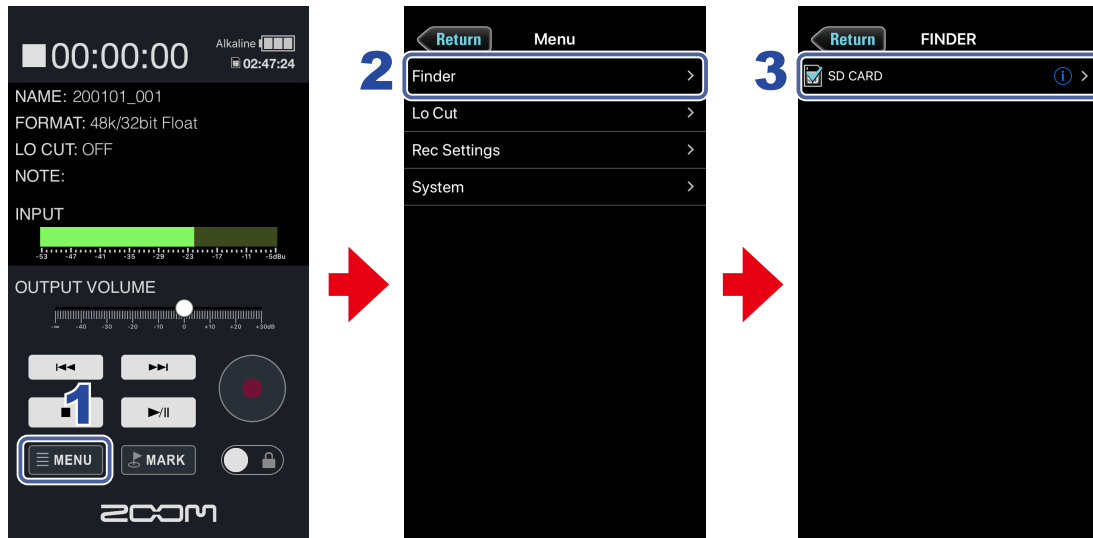 00:00:00
Alkaline
02:47:24
NAME: 200101_001
FORMAT: 48k/32bit Float
LO CUT: OFF
NOTE:
INPUT
-53 -47 -41 -35 -29 -23 -17 -11 -5dBu
OUTPUT VOLUME
-∞ -40 -30 -20 -10 0 +10 +20 +30dB
1
MENU
MARK
ZOOM
2
Return
Menu
Finder
Lo Cut
Rec Settings
System
3
Return
FINDER
SD CARD